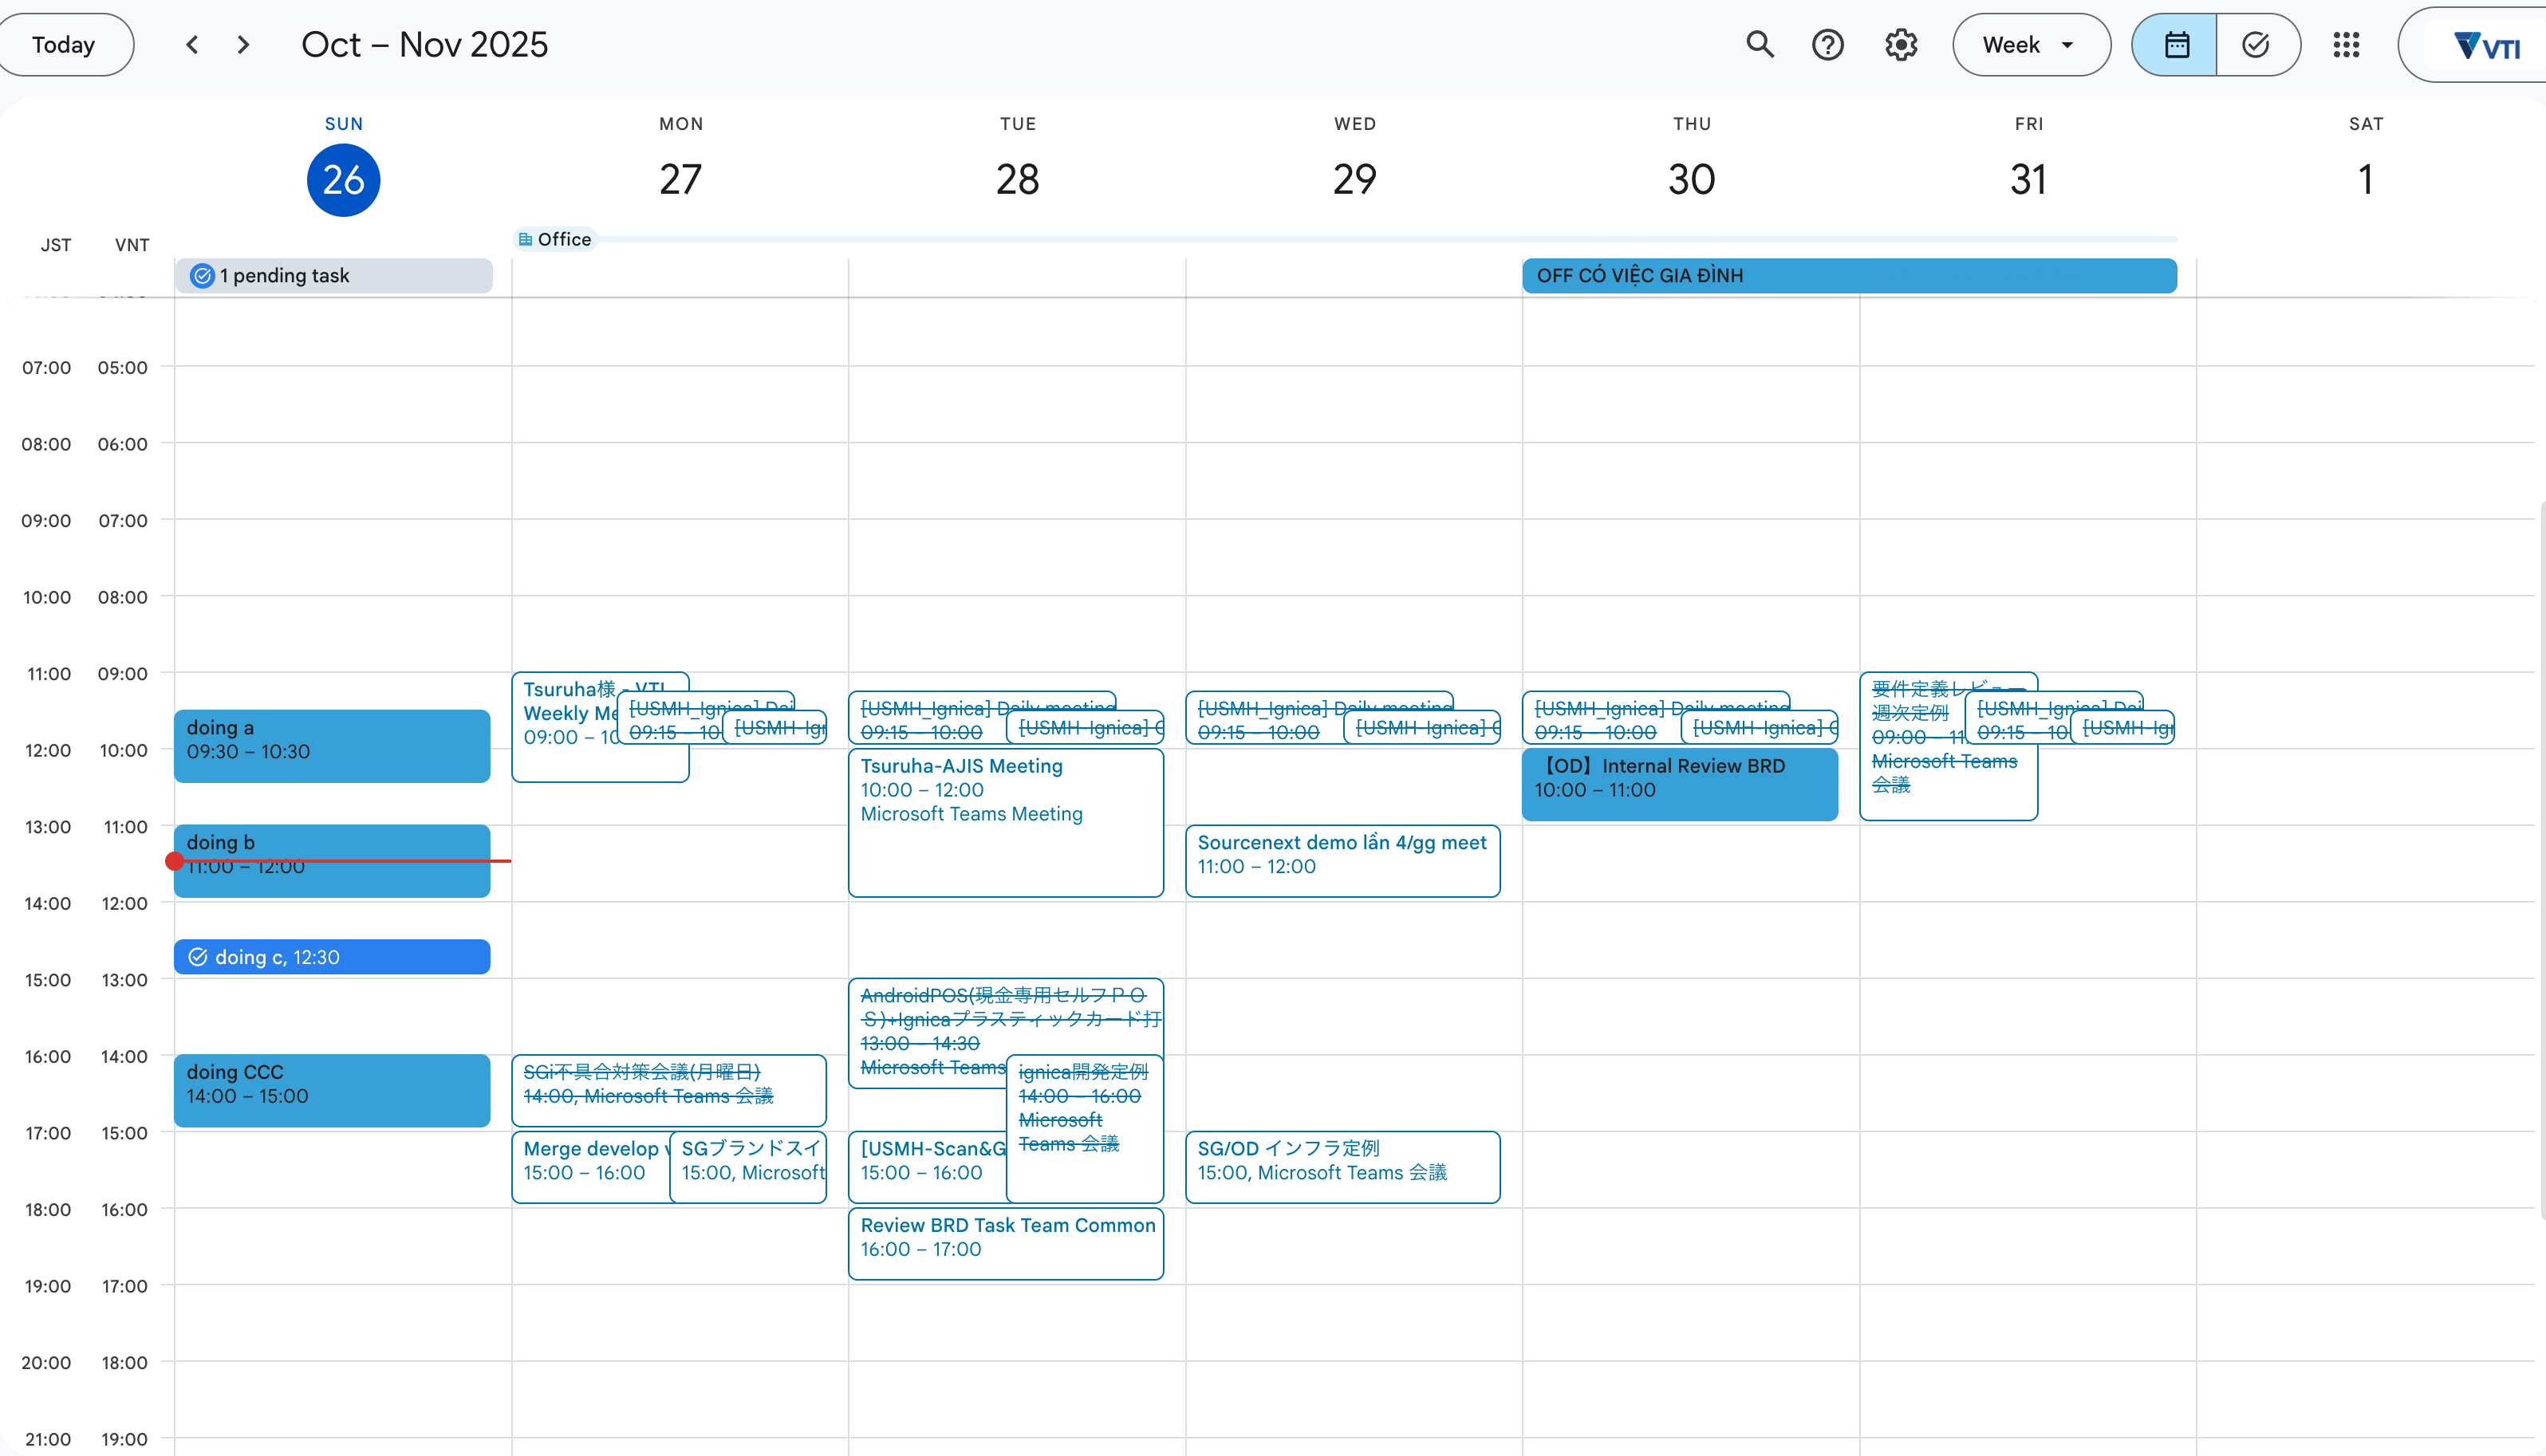 Today
Oct – Nov 2025
Week
VTI
SUN
MON
TUE
WED
THU
FRI
SAT
26
27
28
29
30
31
1
JST
VNT
Office
1 pending task
OFF CÓ VIỆC GIA ĐÌNH
07:00 05:00
08:00 06:00
09:00 07:00
10:00 08:00
11:00 09:00
12:00 10:00
13:00 11:00
14:00 12:00
15:00 13:00
16:00 14:00
17:00 15:00
18:00 16:00
19:00 17:00
20:00 18:00
21:00 19:00
doing a
09:30 – 10:30
doing b
11:00 – 12:00
doing c, 12:30
doing CCC
14:00 – 15:00
Tsuruha様 - VTI
Weekly Me
09:00 – 10
[USMH_Ignica] Dai
09:15 – 10
[USMH-Ig
SGi不具合対策会議(月曜日)
14:00, Microsoft Teams 会議
Merge develop
15:00 – 16:00
SGブランドスイ
15:00, Microsoft
[USMH_Ignica] Daily meeting
09:15 – 10:00
[USMH-Ignica]
Tsuruha-AJIS Meeting
10:00 – 12:00
Microsoft Teams Meeting
AndroidPOS(現金専用セルフＰＯ
Ｓ)+Ignicaプラスティックカード打
13:00 – 14:30
Microsoft Teams
ignica開発定例
14:00 – 16:00
Microsoft
Teams 会議
[USMH-Scan&G
15:00 – 16:00
Review BRD Task Team Common
16:00 – 17:00
[USMH_Ignica] Daily meeting
09:15 – 10:00
[USMH-Ignica]
Sourcenext demo lần 4/gg meet
11:00 – 12:00
SG/OD インフラ定例
15:00, Microsoft Teams 会議
[USMH_Ignica] Daily meeting
09:15 – 10:00
[USMH-Ignica]
【OD】Internal Review BRD
10:00 – 11:00
要件定義レビュー
週次定例
09:00 – 11:
Microsoft Teams
会議
[USMH_Ignica] Dai
09:15 – 10
[USMH-Ig